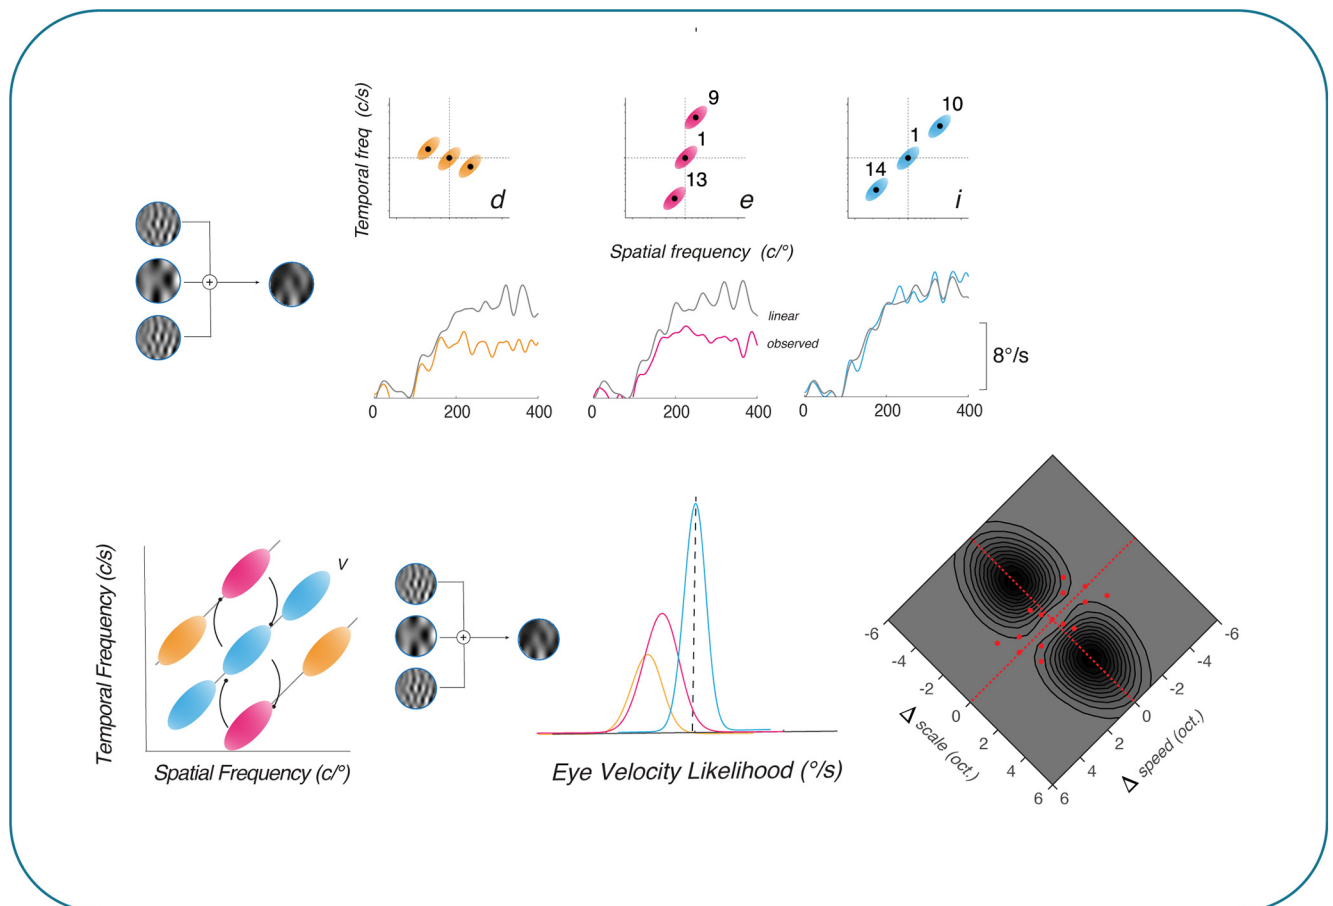 Temporal freq (c/s)
d
9
1
13
e
10
1
14
i
Spatial frequency (c/°)
linear
observed
8°/s
0 200 400
0 200 400
0 200 400
+
Temporal Frequency (c/s)
V
Spatial Frequency (c/°)
+
Eye Velocity Likelihood (°/s)
-6 -6
-4 -4
-2 -2
0 0
2 2
4 4
6 6
Δ scale (oct.)
Δ speed (oct.)